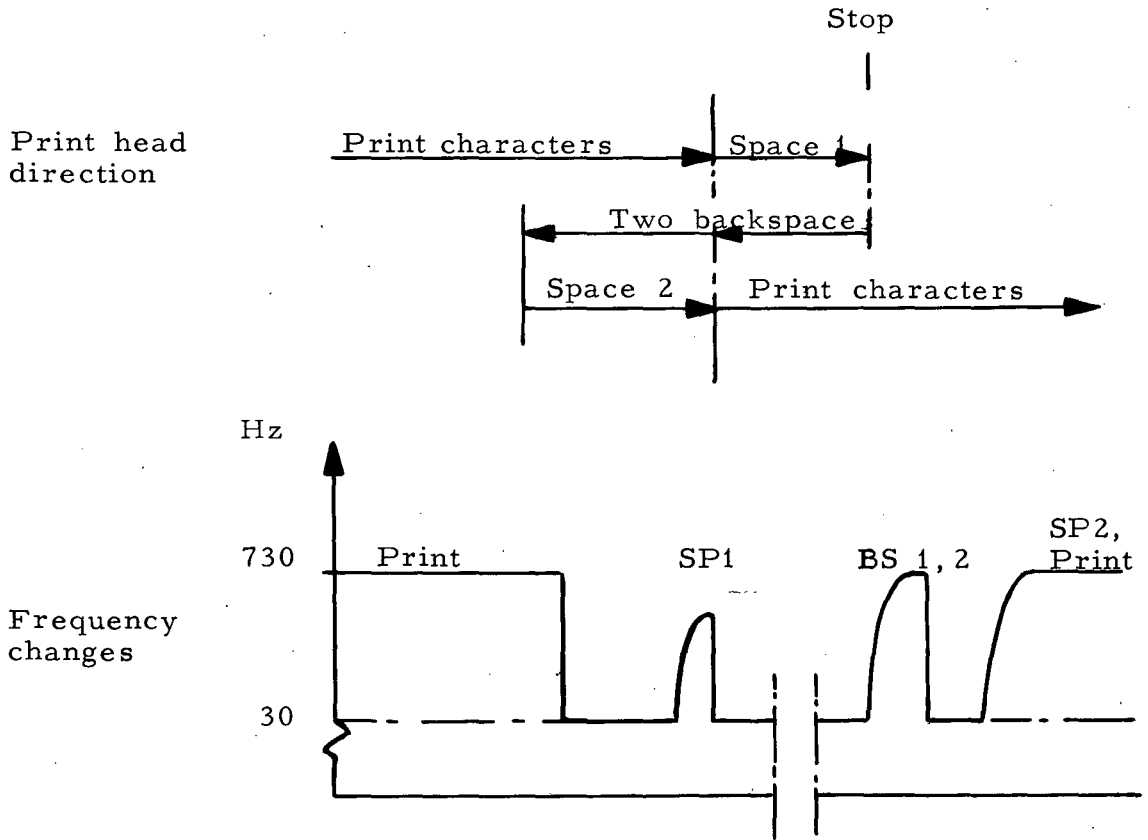 Stop
Print head
direction
Print characters
Space 1
Two backspace
Space 2
Print characters
Hz
730
Print
SP1
BS 1, 2
SP2,
Print
Frequency
changes
30